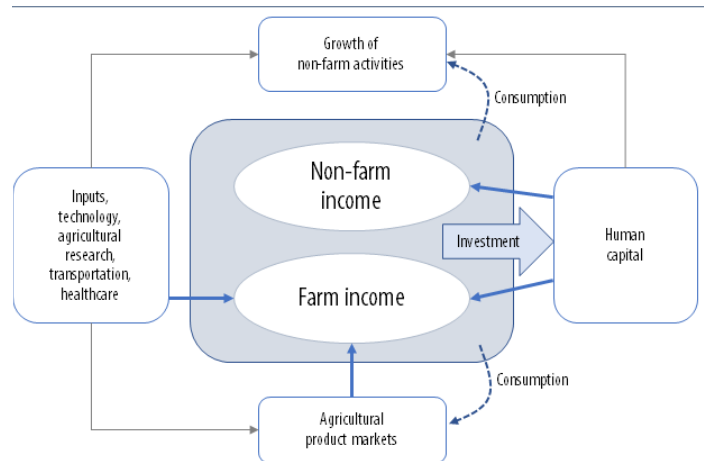 Growth of
non-farm activities
Consumption
Non-farm
income
Inputs,
technology,
agricultural
research,
transportation,
healthcare
Investment
Human
capital
Farm income
Consumption
Agricultural
product markets